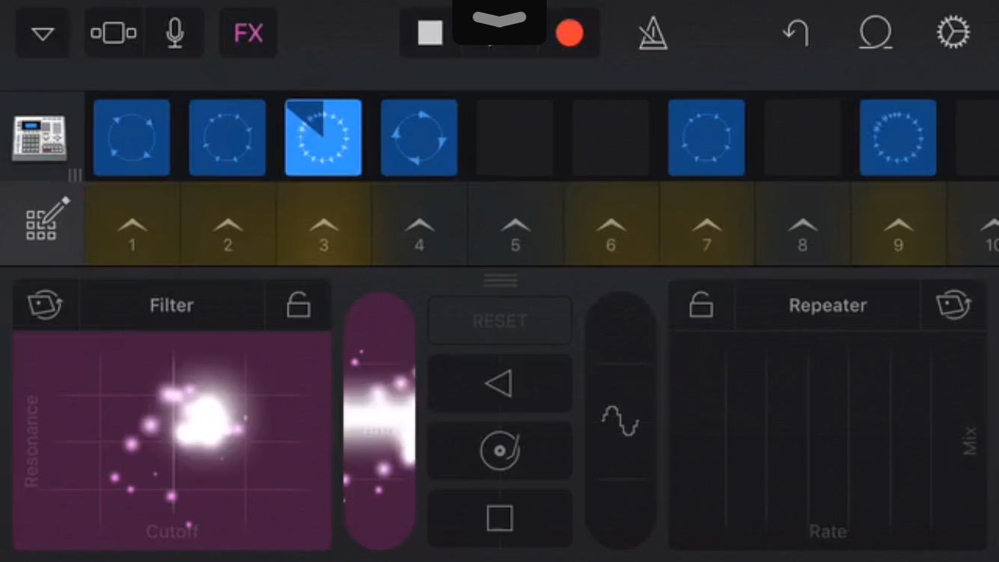 FX
1 2 3 4 5 6 7 8 9 10
Filter
RESET
Repeater
Resonance
Cutoff
Mix
Rate